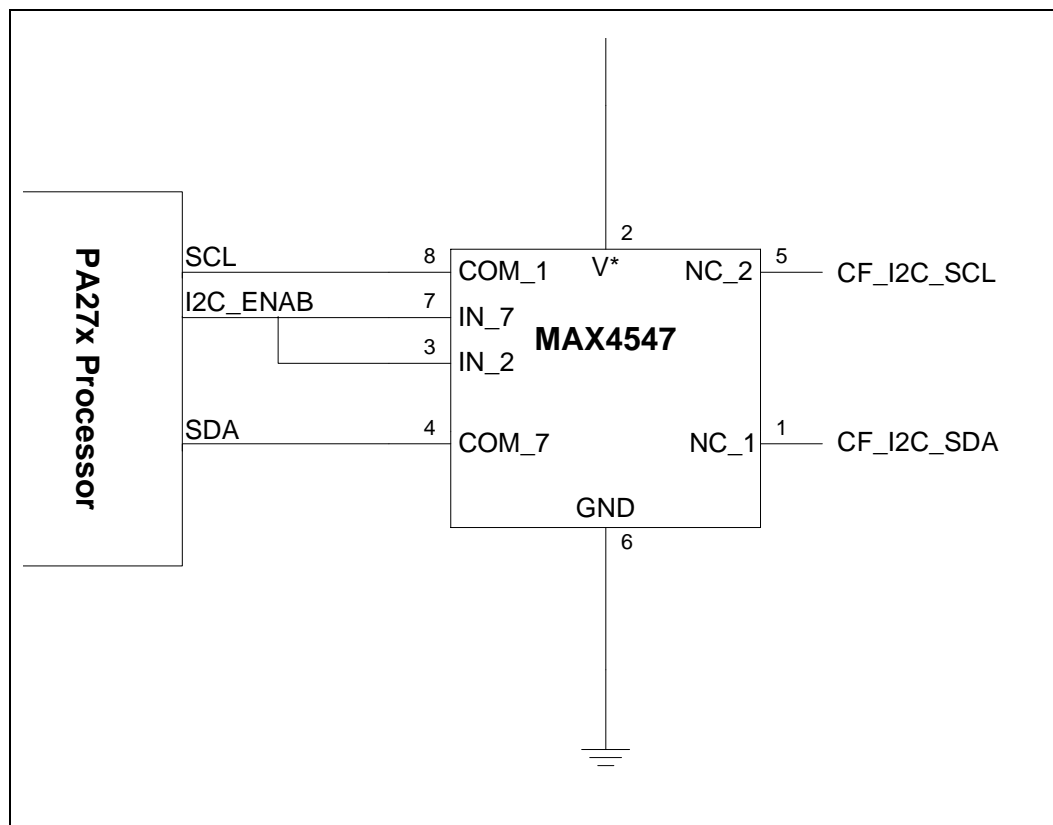 PA27x Processor
SCL
I2C_ENAB
SDA
8
7
3
4
2
V*
COM_1
IN_7
IN_2
COM_7
MAX4547
NC_2
NC_1
GND
6
5
1
CF_I2C_SCL
CF_I2C_SDA